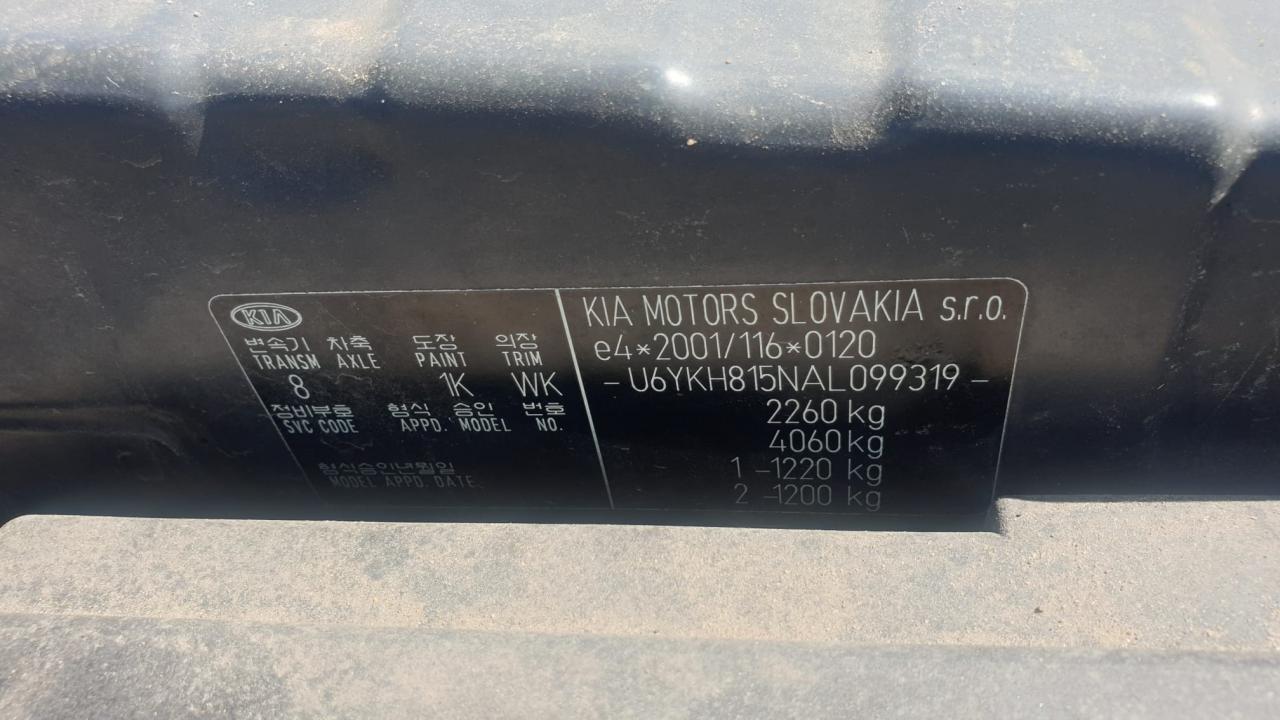 KIA
변속기 차축 도장 의장
TRANSM AXLE PAINT TRIM
8 1K WK
정비부호 형식 승인 번호
SVC CODE APPD. MODEL NO.
형식승인년월일
MODEL APPD. DATE
KIA MOTORS SLOVAKIA s.r.o.
e4*2001/116*0120
- U6YKH815NAL099319 -
2260 kg
4060 kg
1 -1220 kg
2 -1200 kg